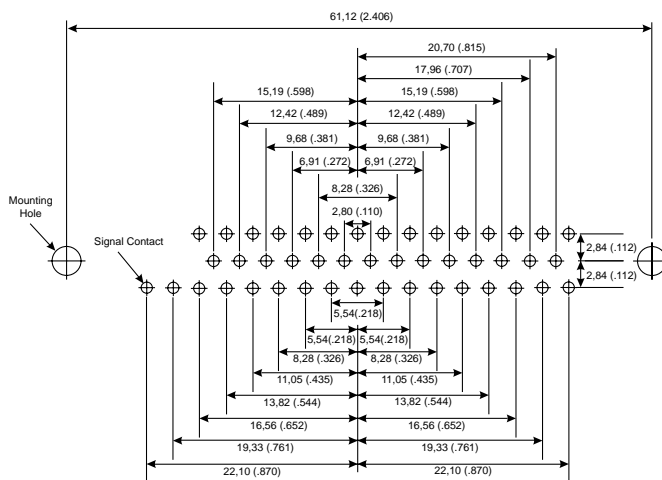 61,12 (2.406)
20,70 (.815)
17,96 (.707)
15,19 (.598) 15,19 (.598)
12,42 (.489) 12,42 (.489)
9,68 (.381) 9,68 (.381)
6,91 (.272) 6,91 (.272)
8,28 (.326)
Mounting
Hole
2,80 (.110)
Signal Contact
2,84 (.112)
2,84 (.112)
5,54(.218)
5,54(.218) 5,54(.218)
8,28 (.326) 8,28 (.326)
11,05 (.435) 11,05 (.435)
13,82 (.544) 13,82 (.544)
16,56 (.652) 16,56 (.652)
19,33 (.761) 19,33 (.761)
22,10 (.870) 22,10 (.870)